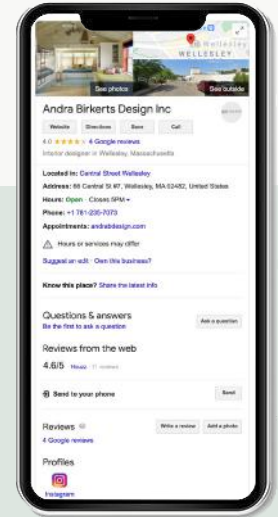 WELLESLEY
See photos
See outside
Andra Birkerts Design Inc
Website Directions Save Call
4.0 4 Google reviews
Interior designer in Wellesley, Massachusetts
Located in: Central Street Wellesley
Address: 66 Central St #7, Wellesley, MA 02482, United States
Hours: Open · Closes 5PM
Phone: +1 781-235-7073
Appointments: andrabdesign.com
Hours or services may differ
Suggest an edit · Own this business?
Know this place? Share the latest info
Questions & answers
Be the first to ask a question
Ask a question
Reviews from the web
4.6/5 Houzz · reviews
Send to your phone
Send
Reviews
Write a review Add a photo
4 Google reviews
Profiles
Instagram